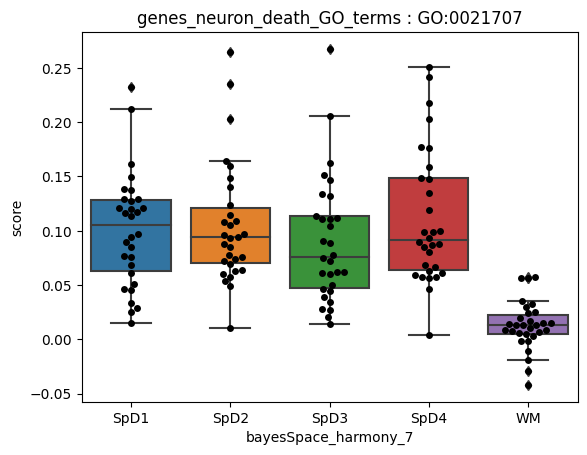 genes_neuron_death_GO_terms : GO:0021707
0.25
0.20
0.15
0.10
0.05
0.00
−0.05
score
SpD1 SpD2 SpD3 SpD4 WM
bayesSpace_harmony_7